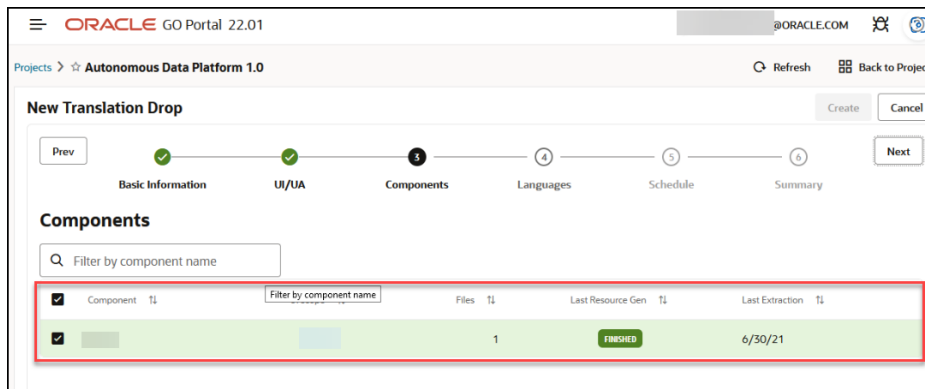 ORACLE GO Portal 22.01
@ORACLE.COM
Projects > ☆ Autonomous Data Platform 1.0
Refresh
Back to Projec
New Translation Drop
Create
Cancel
Prev
3
4
5
6
Next
Basic Information
UI/UA
Components
Languages
Schedule
Summary
Components
Filter by component name
Component
Filter by component name
Files
Last Resource Gen
Last Extraction
1
FINISHED
6/30/21